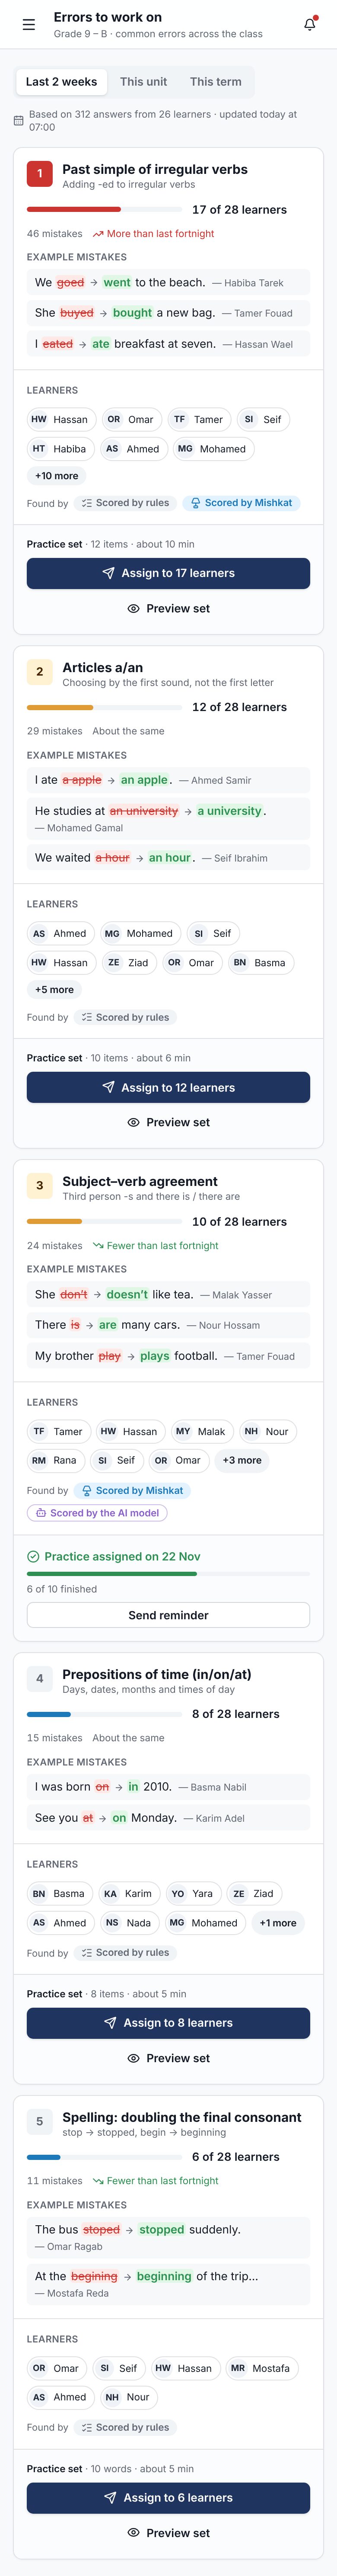 Errors to work on
Grade 9 – B · common errors across the class
Last 2 weeks This unit This term
Based on 312 answers from 26 learners · updated today at
07:00
1 Past simple of irregular verbs
Adding -ed to irregular verbs
17 of 28 learners
46 mistakes More than last fortnight
EXAMPLE MISTAKES
We goed → went to the beach. — Habiba Tarek
She buyed → bought a new bag. — Tamer Fouad
I eated → ate breakfast at seven. — Hassan Wael
LEARNERS
HW Hassan OR Omar TF Tamer SI Seif
HT Habiba AS Ahmed MG Mohamed
+10 more
Found by Scored by rules Scored by Mishkat
Practice set · 12 items · about 10 min
Assign to 17 learners
Preview set
2 Articles a/an
Choosing by the first sound, not the first letter
12 of 28 learners
29 mistakes About the same
EXAMPLE MISTAKES
I ate a apple → an apple. — Ahmed Samir
He studies at an university → a university.
— Mohamed Gamal
We waited a hour → an hour. — Seif Ibrahim
LEARNERS
AS Ahmed MG Mohamed SI Seif
HW Hassan ZE Ziad OR Omar BN Basma
+5 more
Found by Scored by rules
Practice set · 10 items · about 6 min
Assign to 12 learners
Preview set
3 Subject–verb agreement
Third person -s and there is / there are
10 of 28 learners
24 mistakes Fewer than last fortnight
EXAMPLE MISTAKES
She don't → doesn't like tea. — Malak Yasser
There is → are many cars. — Nour Hossam
My brother play → plays football. — Tamer Fouad
LEARNERS
TF Tamer HW Hassan MY Malak NH Nour
RM Rana SI Seif OR Omar +3 more
Found by Scored by Mishkat
Scored by the AI model
Practice assigned on 22 Nov
6 of 10 finished
Send reminder
4 Prepositions of time (in/on/at)
Days, dates, months and times of day
8 of 28 learners
15 mistakes About the same
EXAMPLE MISTAKES
I was born on → in 2010. — Basma Nabil
See you at → on Monday. — Karim Adel
LEARNERS
BN Basma KA Karim YO Yara ZE Ziad
AS Ahmed NS Nada MG Mohamed +1 more
Found by Scored by rules
Practice set · 8 items · about 5 min
Assign to 8 learners
Preview set
5 Spelling: doubling the final consonant
stop → stopped, begin → beginning
6 of 28 learners
11 mistakes Fewer than last fortnight
EXAMPLE MISTAKES
The bus stoped → stopped suddenly.
— Omar Ragab
At the begining → beginning of the trip...
— Mostafa Reda
LEARNERS
OR Omar SI Seif HW Hassan MR Mostafa
AS Ahmed NH Nour
Found by Scored by rules
Practice set · 10 words · about 5 min
Assign to 6 learners
Preview set